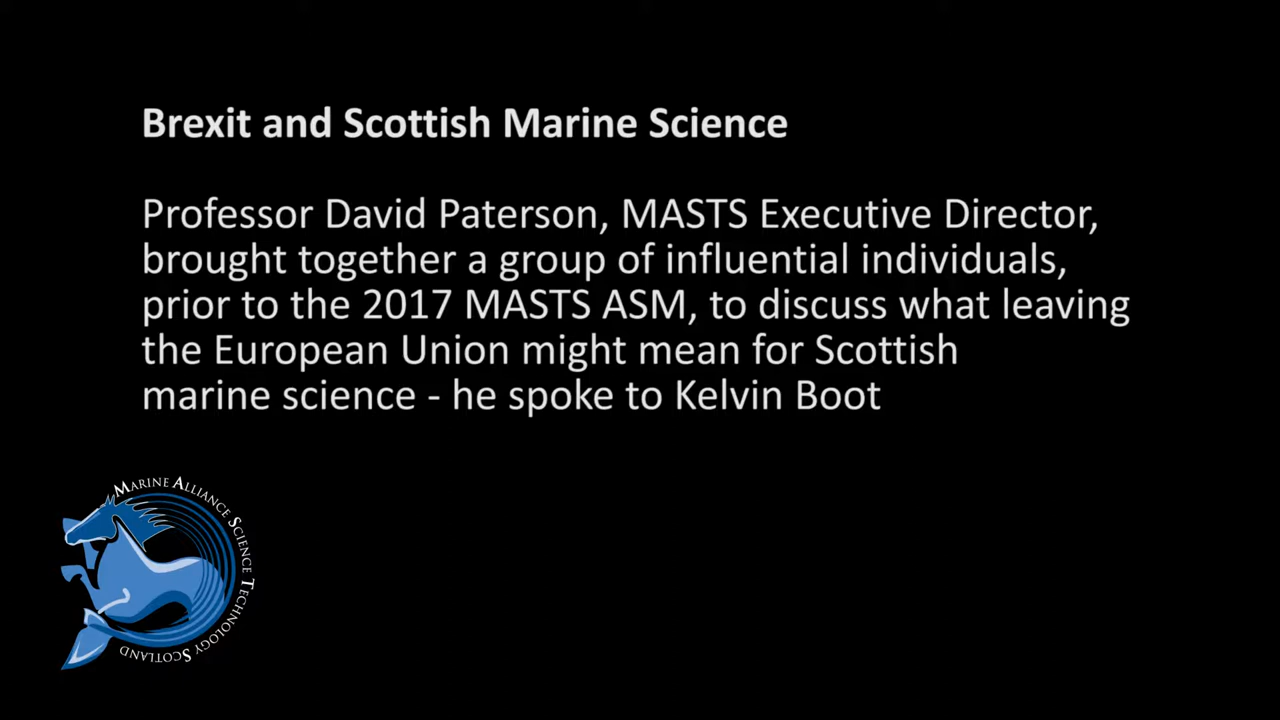 Brexit and Scottish Marine Science
Professor David Paterson, MASTS Executive Director,
brought together a group of influential individuals,
prior to the 2017 MASTS ASM, to discuss what leaving
the European Union might mean for Scottish
marine science - he spoke to Kelvin Boot
MARINE ALLIANCE SCIENCE TECHNOLOGY SCOTLAND